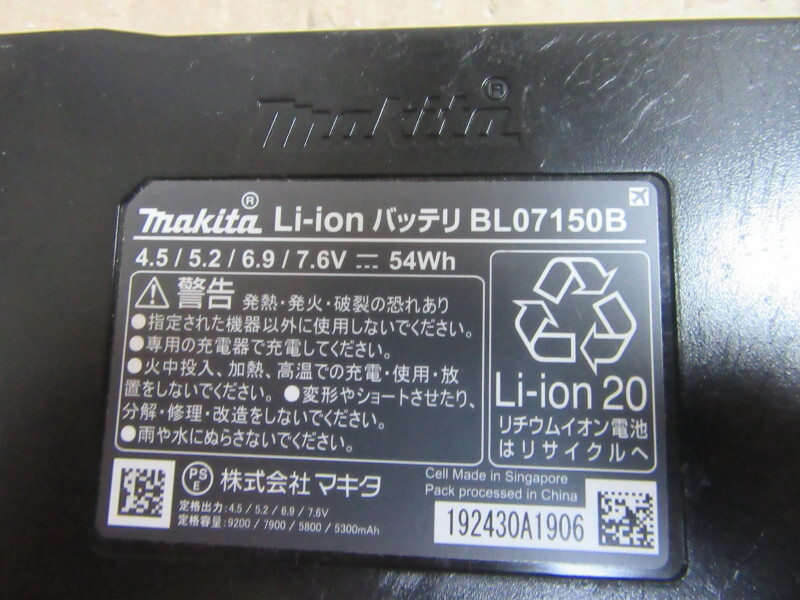 makita®
makita® Li-ion バッテリ BL07150B
4.5 / 5.2 / 6.9 / 7.6V ⎓ 54Wh
警告 発熱・発火・破裂の恐れあり
●指定された機器以外に使用しないでください。
●専用の充電器で充電してください。
●火中投入、加熱、高温での充電・使用・放
置をしないでください。 ●変形やショートさせたり、
分解・修理・改造をしないでください。
●雨や水にぬらさないでください。
Li-ion 20
リチウムイオン電池
はリサイクルへ
PS
E
株式会社 マキタ
定格出力: 4.5 / 5.2 / 6.9 / 7.6V
定格容量: 9200 / 7900 / 5800 / 5300mAh
Cell Made in Singapore
Pack processed in China
192430A1906